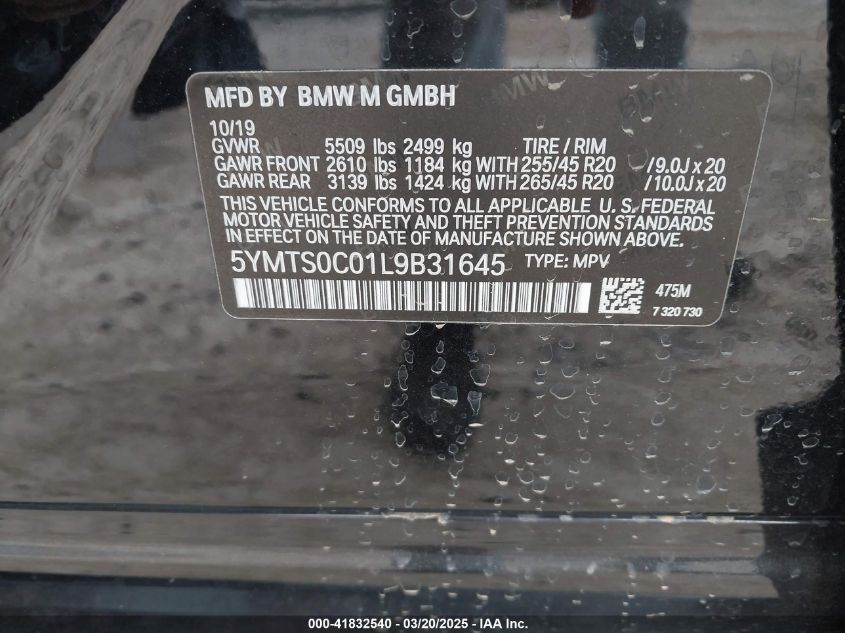 MFD BY BMW M GMBH
10/19
GVWR 5509 lbs 2499 kg TIRE / RIM
GAWR FRONT 2610 lbs 1184 kg WITH 255/45 R20 / 9.0J x 20
GAWR REAR 3139 lbs 1424 kg WITH 265/45 R20 / 10.0J x 20
THIS VEHICLE CONFORMS TO ALL APPLICABLE U. S. FEDERAL
MOTOR VEHICLE SAFETY AND THEFT PREVENTION STANDARDS
IN EFFECT ON THE DATE OF MANUFACTURE SHOWN ABOVE.
5YMTS0C01L9B31645 TYPE: MPV
475M
7 320 730
000-41832540 - 03/20/2025 - IAA Inc.